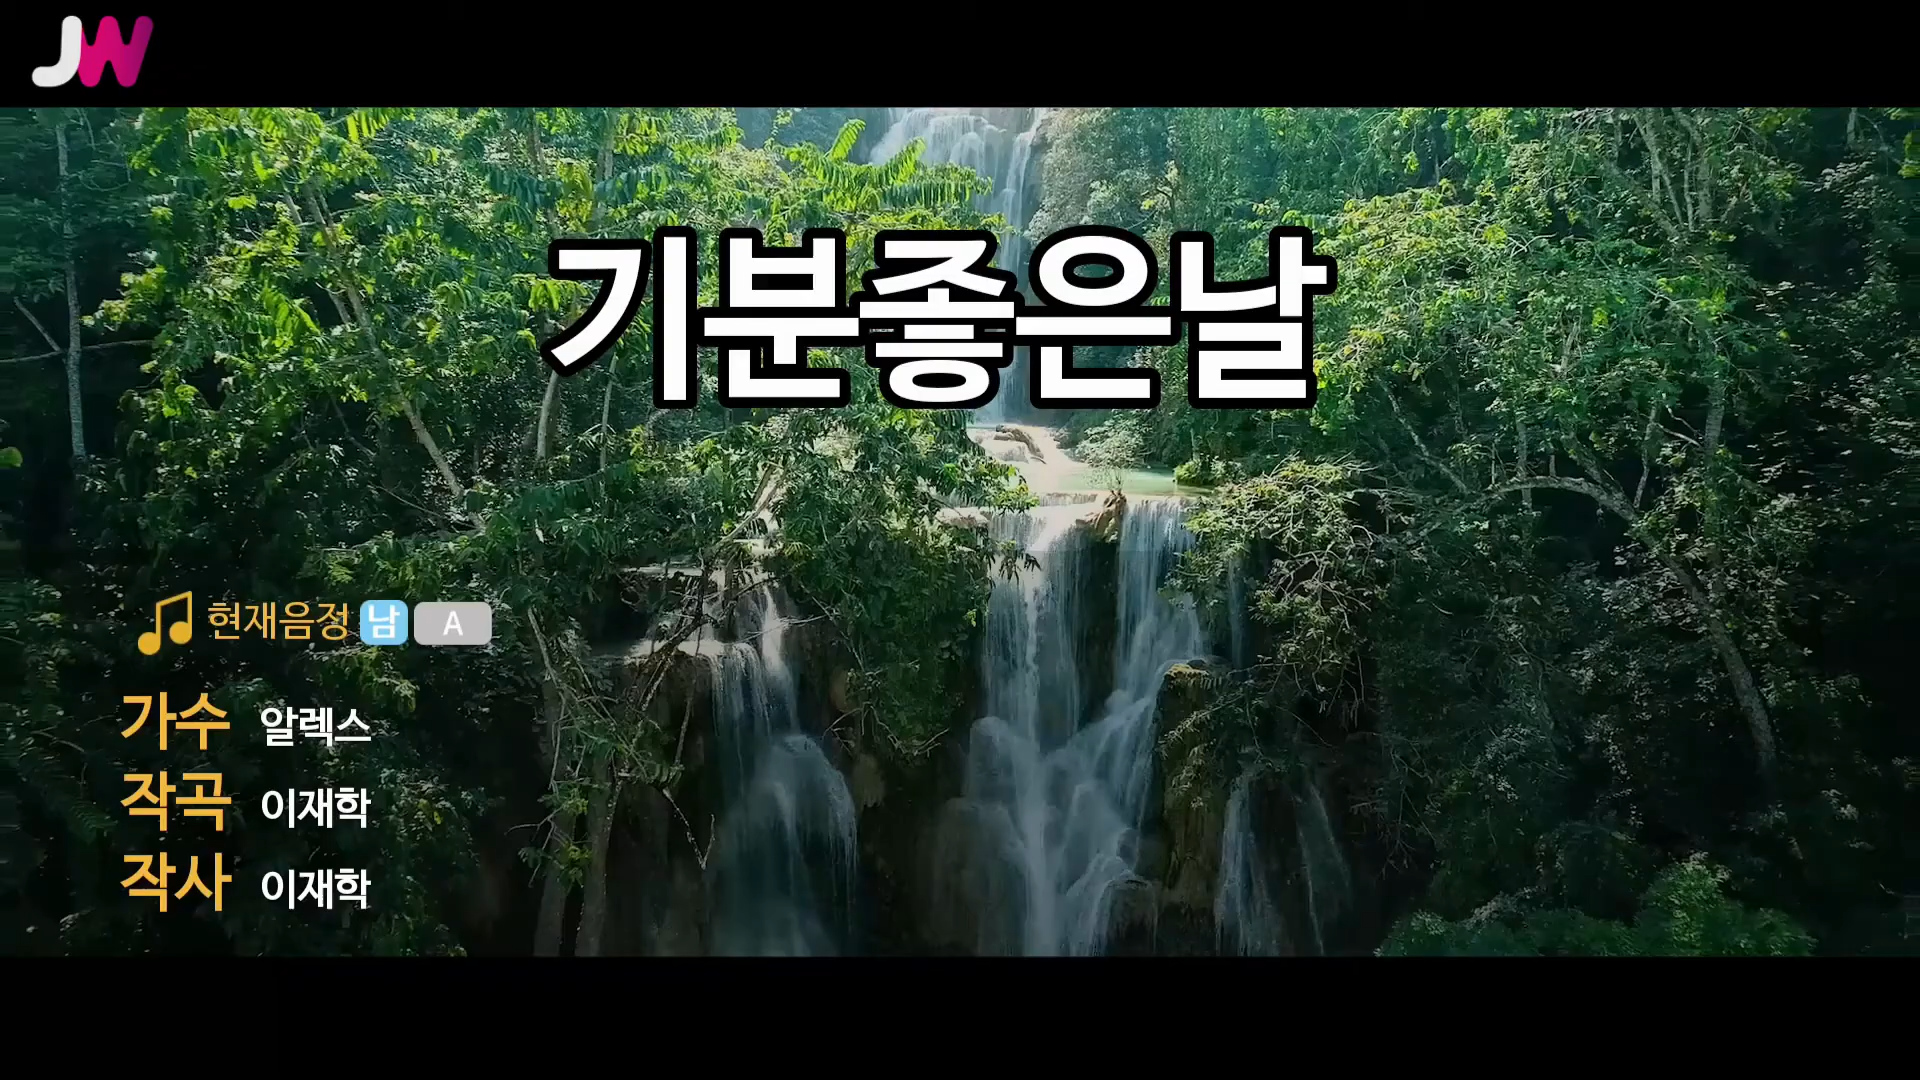 JW
기분좋은날
현재음정 남 A
가수 알렉스
작곡 이재학
작사 이재학